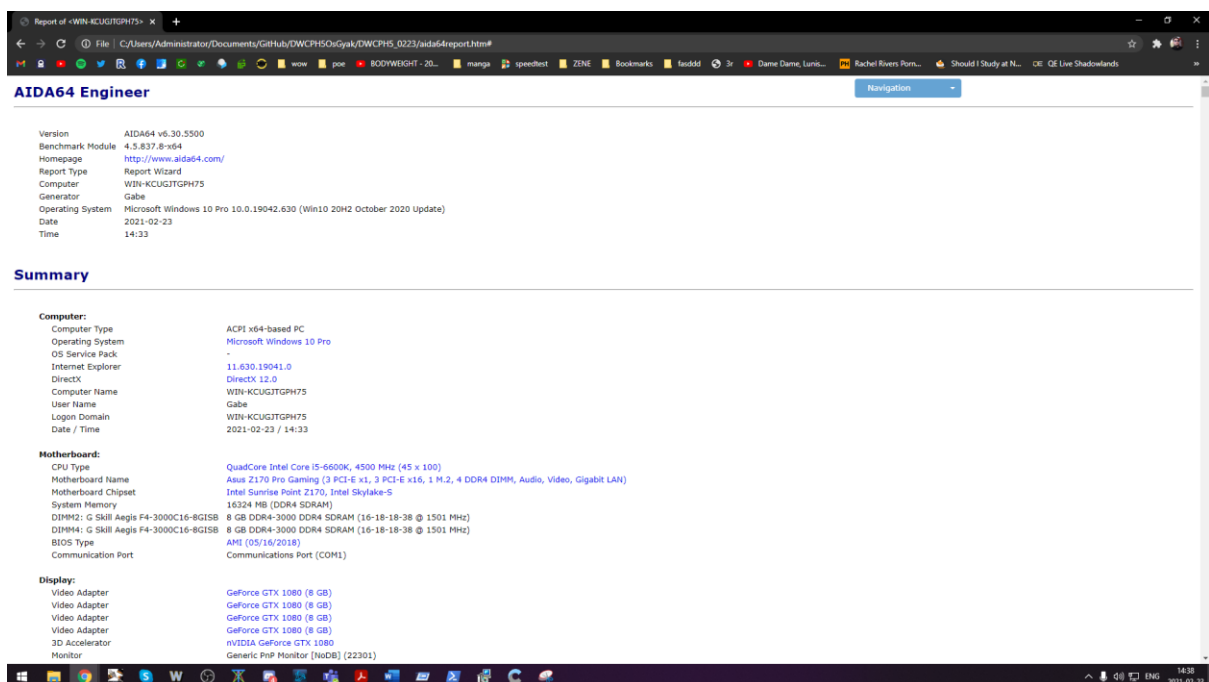 Report of <WIN-KCUGJTGPH75>
File C:/Users/Administrator/Documents/GitHub/DWCPH5OsGyak/DWCPH5_0223/aida64report.htm#
wow poe BODYWEIGHT - 20... manga speedtest ZENE Bookmarks fasddd 3r Dame Dame, Lunis... PH Rachel Rivers Porn... Should I Study at N... QE QE Live Shadowlands »
AIDA64 Engineer
Navigation
Version AIDA64 v6.30.5500
Benchmark Module 4.5.837.8-x64
Homepage http://www.aida64.com/
Report Type Report Wizard
Computer WIN-KCUGJTGPH75
Generator Gabe
Operating System Microsoft Windows 10 Pro 10.0.19042.630 (Win10 20H2 October 2020 Update)
Date 2021-02-23
Time 14:33
Summary
Computer:
Computer Type ACPI x64-based PC
Operating System Microsoft Windows 10 Pro
OS Service Pack -
Internet Explorer 11.630.19041.0
DirectX DirectX 12.0
Computer Name WIN-KCUGJTGPH75
User Name Gabe
Logon Domain WIN-KCUGJTGPH75
Date / Time 2021-02-23 / 14:33
Motherboard:
CPU Type QuadCore Intel Core i5-6600K, 4500 MHz (45 x 100)
Motherboard Name Asus Z170 Pro Gaming (3 PCI-E x1, 3 PCI-E x16, 1 M.2, 4 DDR4 DIMM, Audio, Video, Gigabit LAN)
Motherboard Chipset Intel Sunrise Point Z170, Intel Skylake-S
System Memory 16324 MB (DDR4 SDRAM)
DIMM2: G Skill Aegis F4-3000C16-8GISB 8 GB DDR4-3000 DDR4 SDRAM (16-18-18-38 @ 1501 MHz)
DIMM4: G Skill Aegis F4-3000C16-8GISB 8 GB DDR4-3000 DDR4 SDRAM (16-18-18-38 @ 1501 MHz)
BIOS Type AMI (05/16/2018)
Communication Port Communications Port (COM1)
Display:
Video Adapter GeForce GTX 1080 (8 GB)
Video Adapter GeForce GTX 1080 (8 GB)
Video Adapter GeForce GTX 1080 (8 GB)
Video Adapter GeForce GTX 1080 (8 GB)
3D Accelerator nVIDIA GeForce GTX 1080
Monitor Generic PnP Monitor [NoDB] (22301)
ENG 14:38
2021-02-23